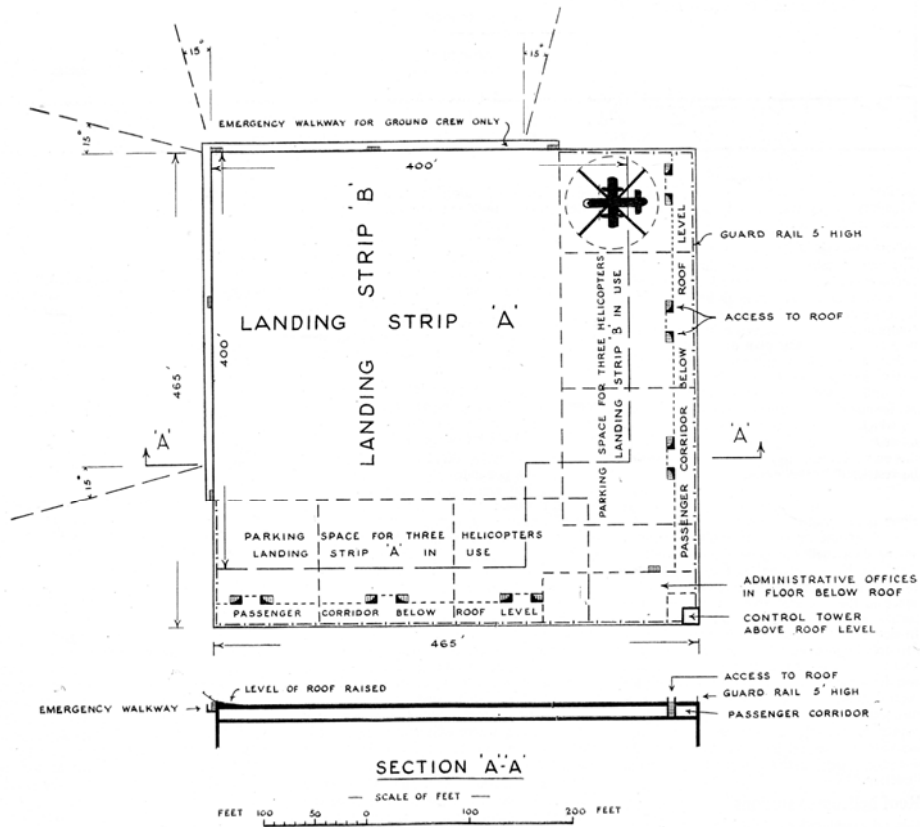 15°
15°
EMERGENCY WALKWAY FOR GROUND CREW ONLY
15°
400'
GUARD RAIL 5' HIGH
LANDING STRIP 'B'
LANDING STRIP 'A'
ACCESS TO ROOF
400'
465'
PARKING SPACE FOR THREE HELICOPTERS
LANDING STRIP 'B' IN USE
PASSENGER CORRIDOR BELOW ROOF LEVEL
'A'
'A'
15°
PARKING SPACE FOR THREE HELICOPTERS
LANDING STRIP 'A' IN USE
ADMINISTRATIVE OFFICES
IN FLOOR BELOW ROOF
PASSENGER CORRIDOR BELOW ROOF LEVEL
CONTROL TOWER
ABOVE ROOF LEVEL
465'
ACCESS TO ROOF
LEVEL OF ROOF RAISED
GUARD RAIL 5' HIGH
EMERGENCY WALKWAY
PASSENGER CORRIDOR
SECTION 'A'-'A'
— SCALE OF FEET —
FEET 100 50 0 100 200 FEET